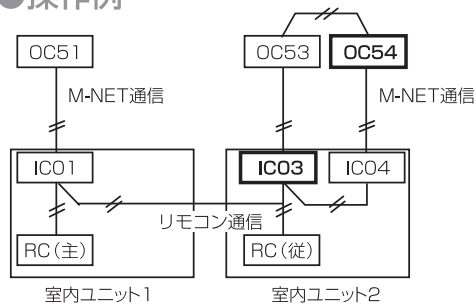 ●操作例
OC51
OC53
OC54
M-NET通信
M-NET通信
IC01
IC03
IC04
リモコン通信
RC(主)
RC(従)
室内ユニット1
室内ユニット2